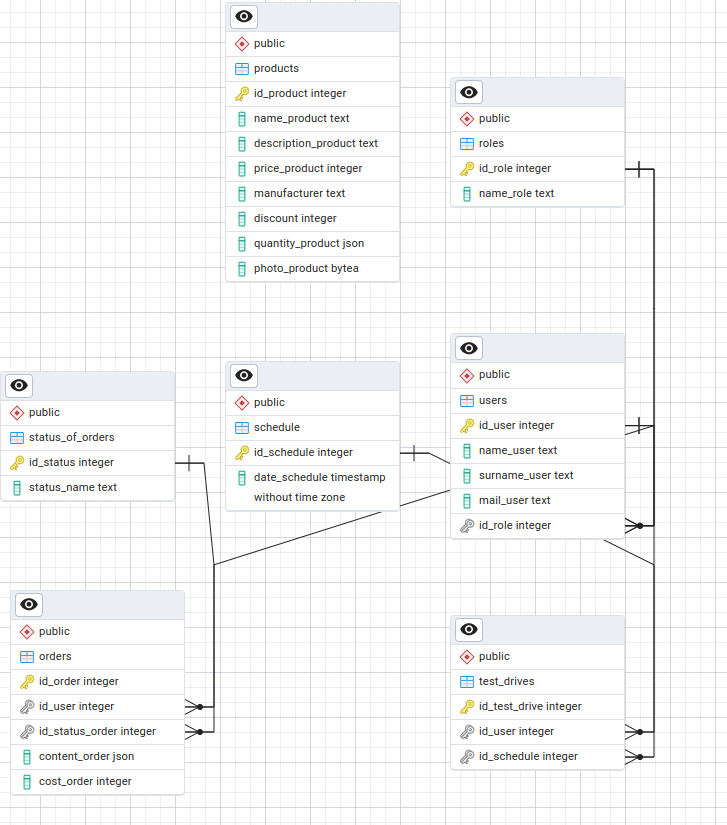 public
products
id_product integer
name_product text
description_product text
price_product integer
manufacturer text
discount integer
quantity_product json
photo_product bytea
public
roles
id_role integer
name_role text
public
users
id_user integer
name_user text
surname_user text
mail_user text
id_role integer
public
schedule
id_schedule integer
date_schedule timestamp
without time zone
public
status_of_orders
id_status integer
status_name text
public
orders
id_order integer
id_user integer
id_status_order integer
content_order json
cost_order integer
public
test_drives
id_test_drive integer
id_user integer
id_schedule integer